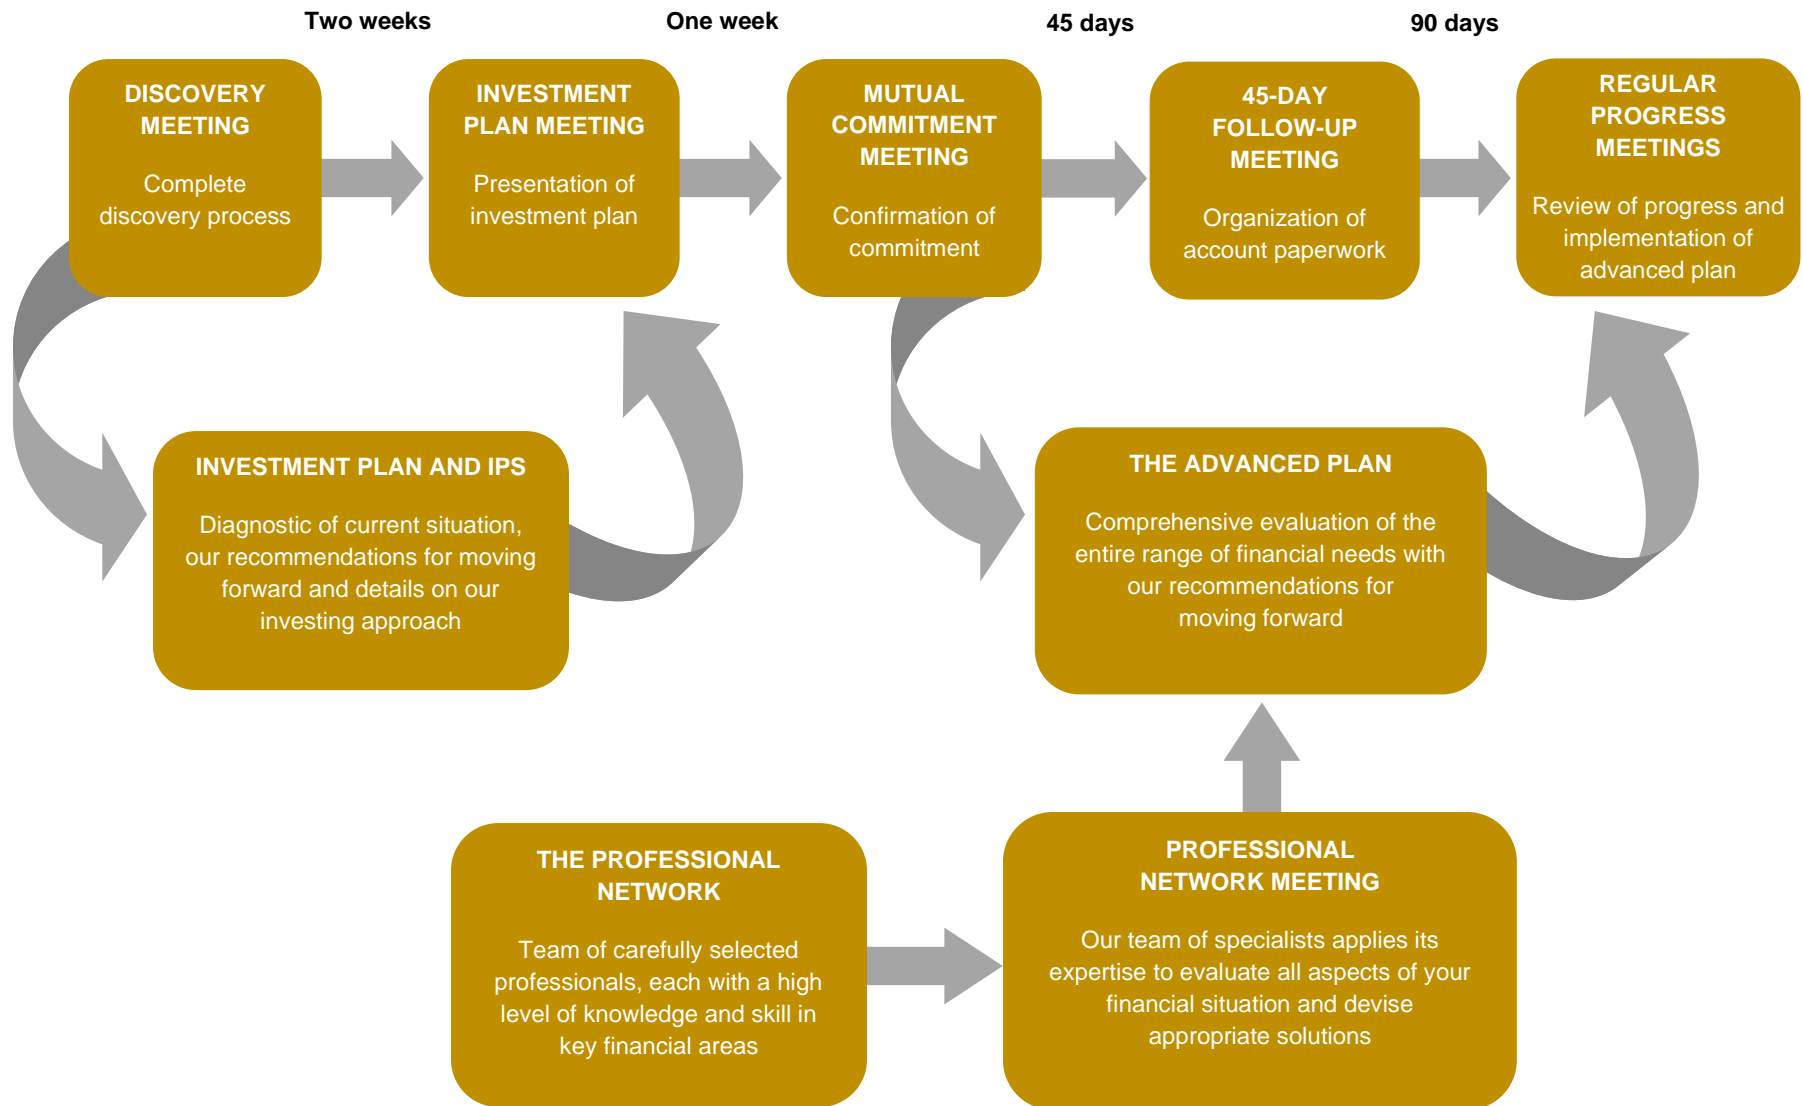 Two weeks
One week
45 days
90 days
DISCOVERY
MEETING
Complete
discovery process
INVESTMENT
PLAN MEETING
Presentation of
investment plan
MUTUAL
COMMITMENT
MEETING
Confirmation of
commitment
45-DAY
FOLLOW-UP
MEETING
Organization of
account paperwork
REGULAR
PROGRESS
MEETINGS
Review of progress and
implementation of
advanced plan
INVESTMENT PLAN AND IPS
Diagnostic of current situation,
our recommendations for moving
forward and details on our
investing approach
THE ADVANCED PLAN
Comprehensive evaluation of the
entire range of financial needs with
our recommendations for
moving forward
THE PROFESSIONAL
NETWORK
Team of carefully selected
professionals, each with a high
level of knowledge and skill in
key financial areas
PROFESSIONAL
NETWORK MEETING
Our team of specialists applies its
expertise to evaluate all aspects of your
financial situation and devise
appropriate solutions